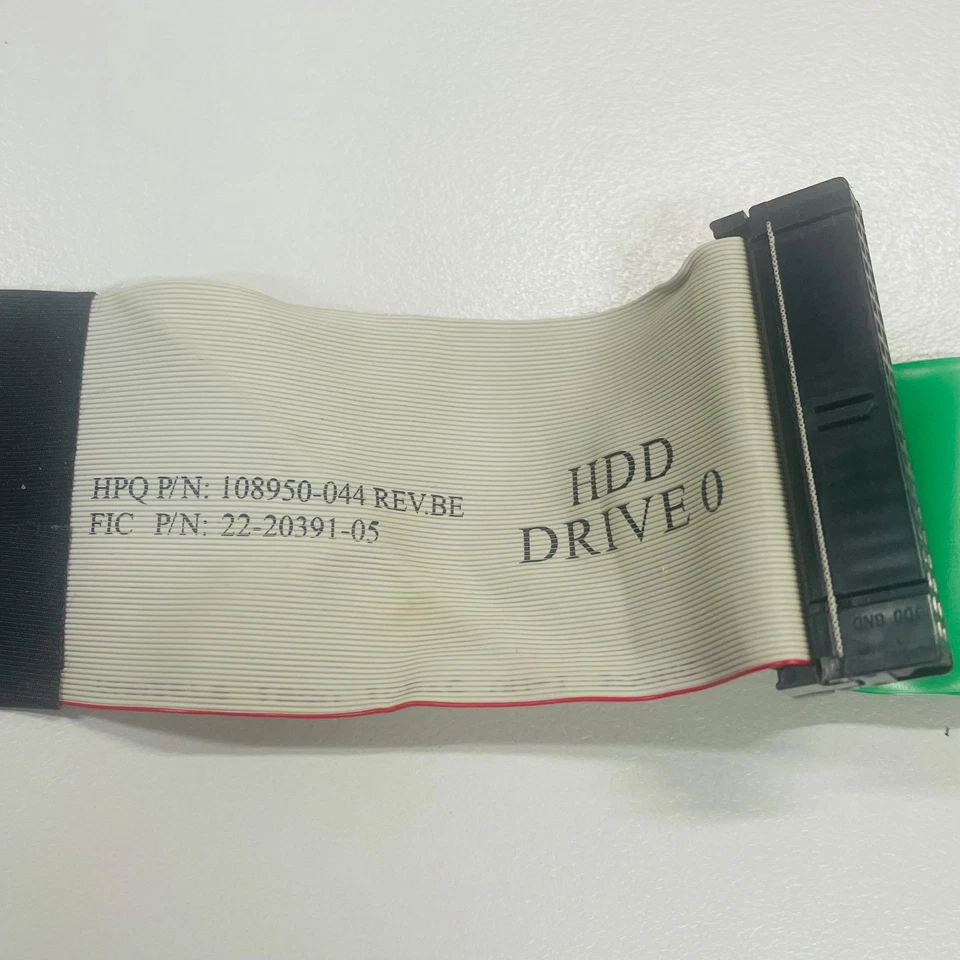 HPQ P/N: 108950-044 REV.BE
FIC P/N: 22-20391-05
HDD
DRIVE 0